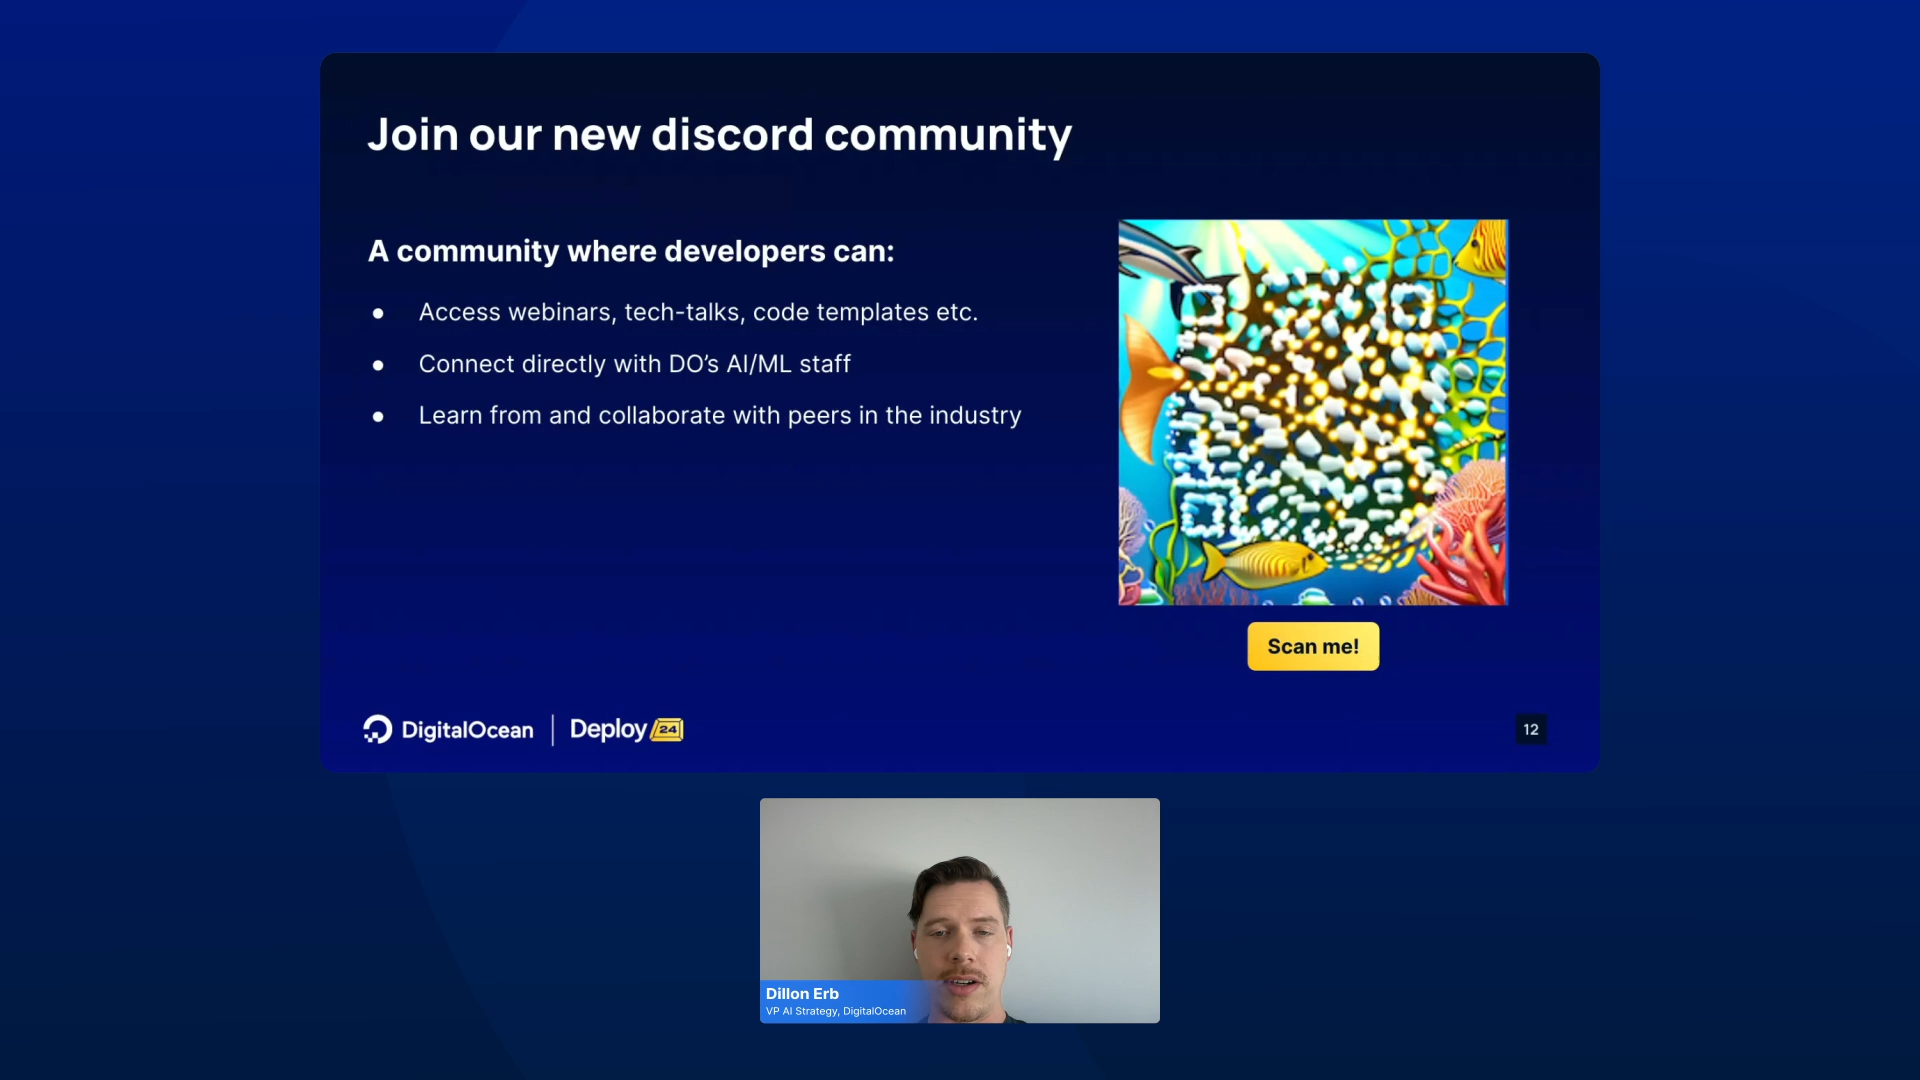 Join our new discord community
A community where developers can:
● Access webinars, tech-talks, code templates etc.
● Connect directly with DO’s AI/ML staff
● Learn from and collaborate with peers in the industry
Scan me!
DigitalOcean | Deploy 24
12
Dillon Erb
VP AI Strategy, DigitalOcean